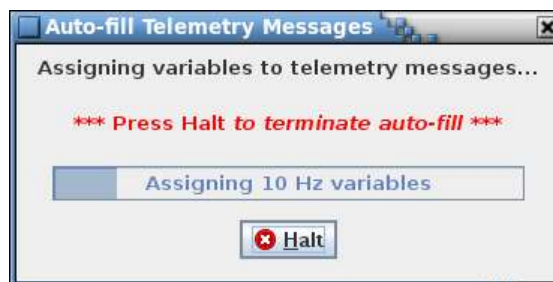 Auto-fill Telemetry Messages
Assigning variables to telemetry messages...
*** Press Halt to terminate auto-fill ***
Assigning 10 Hz variables
Halt